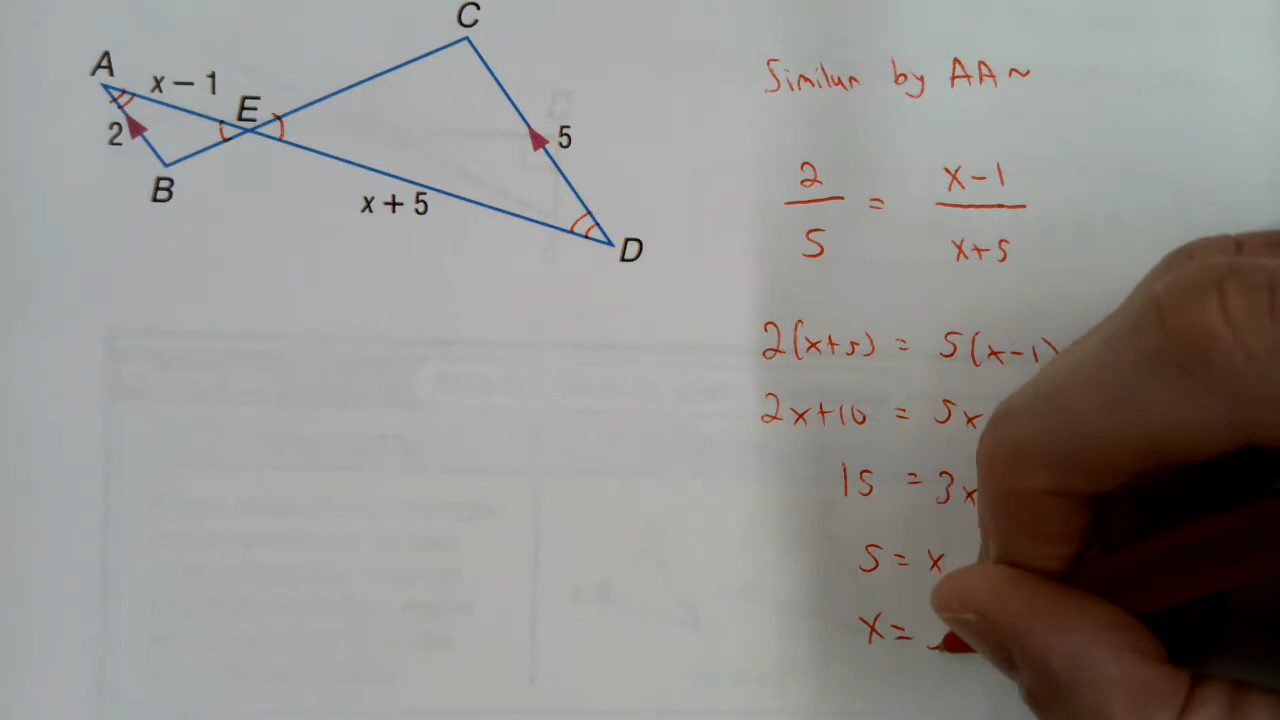 C
A
x − 1
E
2
5
B
x + 5
D
Similar by AA~
2/5 = x-1/x+5
2(x+5) = 5(x-1)
2x+10 = 5x
15 = 3x
5 = x
x =